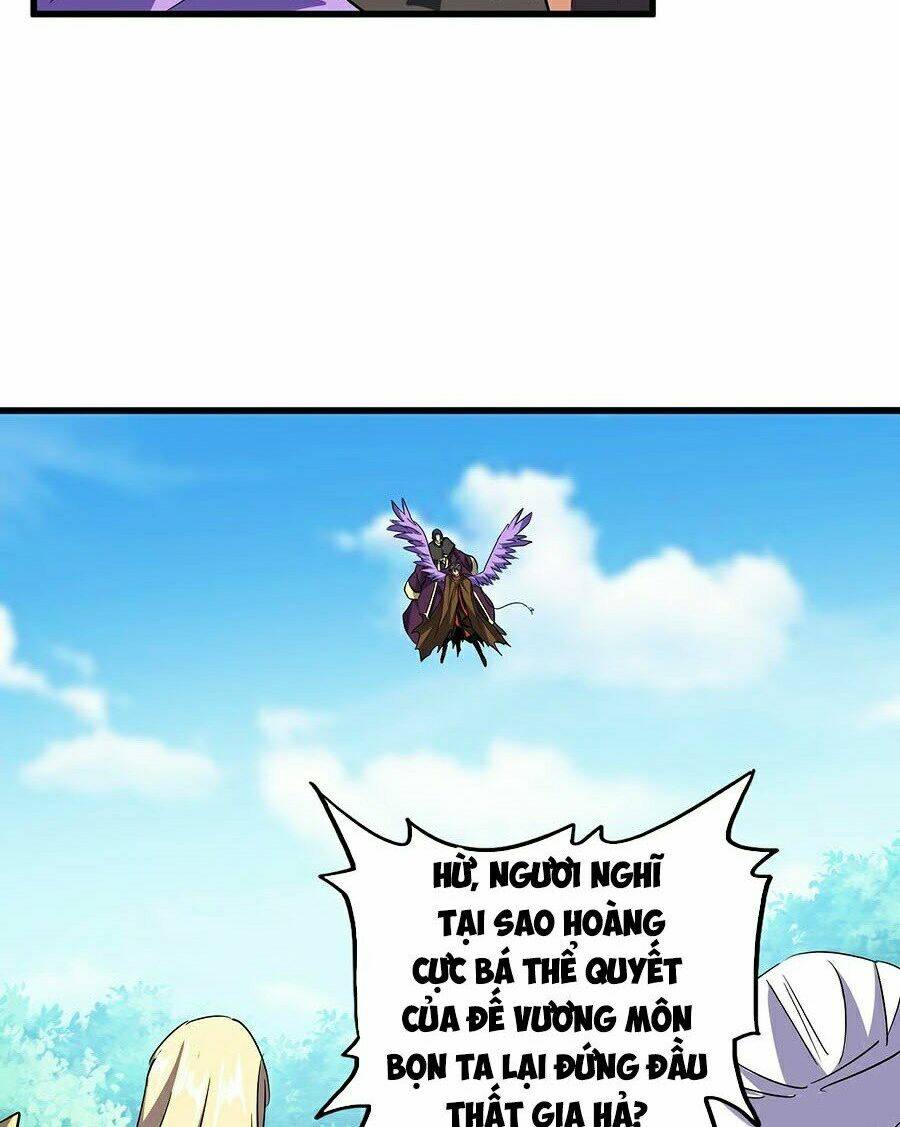 HỪ, NGƯƠI NGHĨ
TẠI SAO HOÀNG
CỰC BÁ THỂ QUYẾT
CỦA ĐẾ VƯƠNG MÔN
BỌN TA LẠI ĐỨNG ĐẦU
THẤT GIA HẢ?